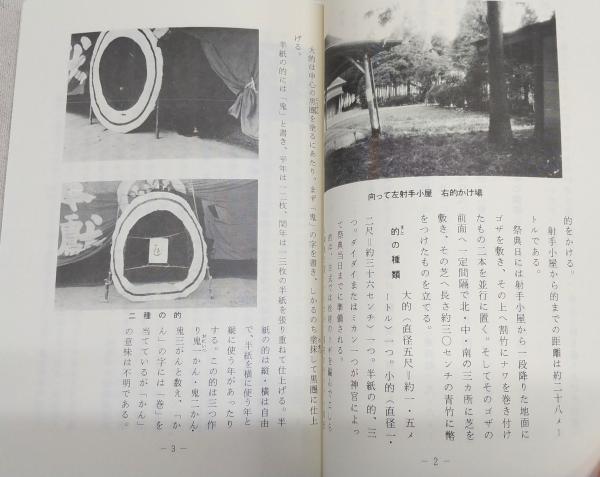 向って左射手小屋 右的かけ場
的をかける。
射手小屋から的までの距離は約二十八メー
トルである。
祭典日には射手小屋から一段降りた地面に
ゴザを敷き、その上へ割竹にナワを巻き付け
たもの二本を並行に置く。そしてそのゴザの
前面へ一定間隔で北・中・南の三カ所に芝を
敷き、その芝へ長さ約三〇センチの青竹に幣
をつけたものを立てる。
的の種類
大的(直径五尺=約一・五メ
ートル)一つ。小的(直径一・
二尺=約三十六センチ)一つ。半紙の的、三
つ。ダイダイまたはミカン一つが神官によっ
て祭典当日までに準備される。
― 2 ―
大的は中心の黒圏を塗るにあたり、まず「鬼」の字を書き、しかるのち塗抹して黒圏に仕上
げる。
半紙の的には「鬼」と書き、平年は一二枚、閏年は一三枚の半紙を張り重ねて仕上げる。半
紙の的は縦・横は自由
で、半紙を横に使う年と
縦に使う年があったり
する。この的は三つ作
り鬼一かん・鬼二かん・
鬼三かんと数え、「か
ん」の字には「巻」を
当てているが「かん」
の意味は不明である。
二種の的
― 3 ―